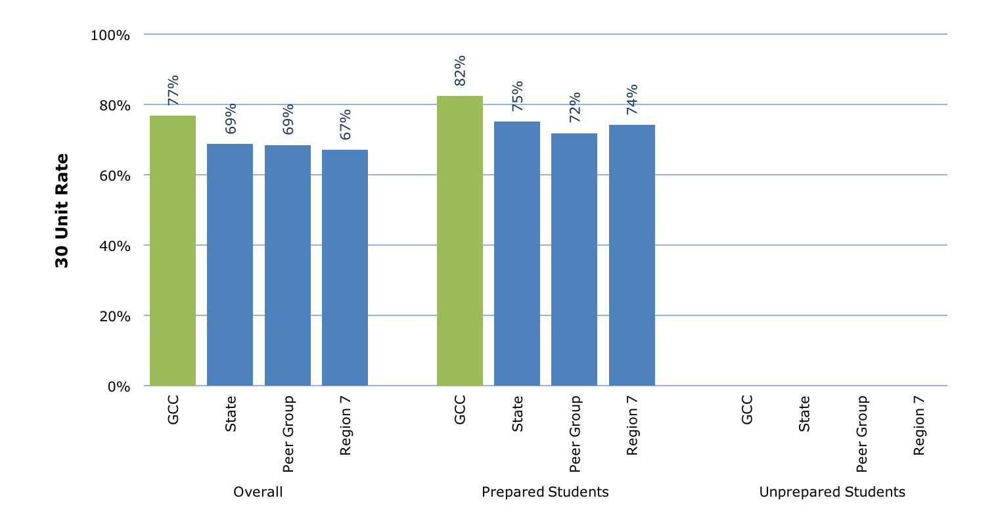 100%
80%
60%
40%
20%
0%
30 Unit Rate
77%
69%
69%
67%
82%
75%
72%
74%
GCC
State
Peer Group
Region 7
GCC
State
Peer Group
Region 7
GCC
State
Peer Group
Region 7
Overall
Prepared Students
Unprepared Students